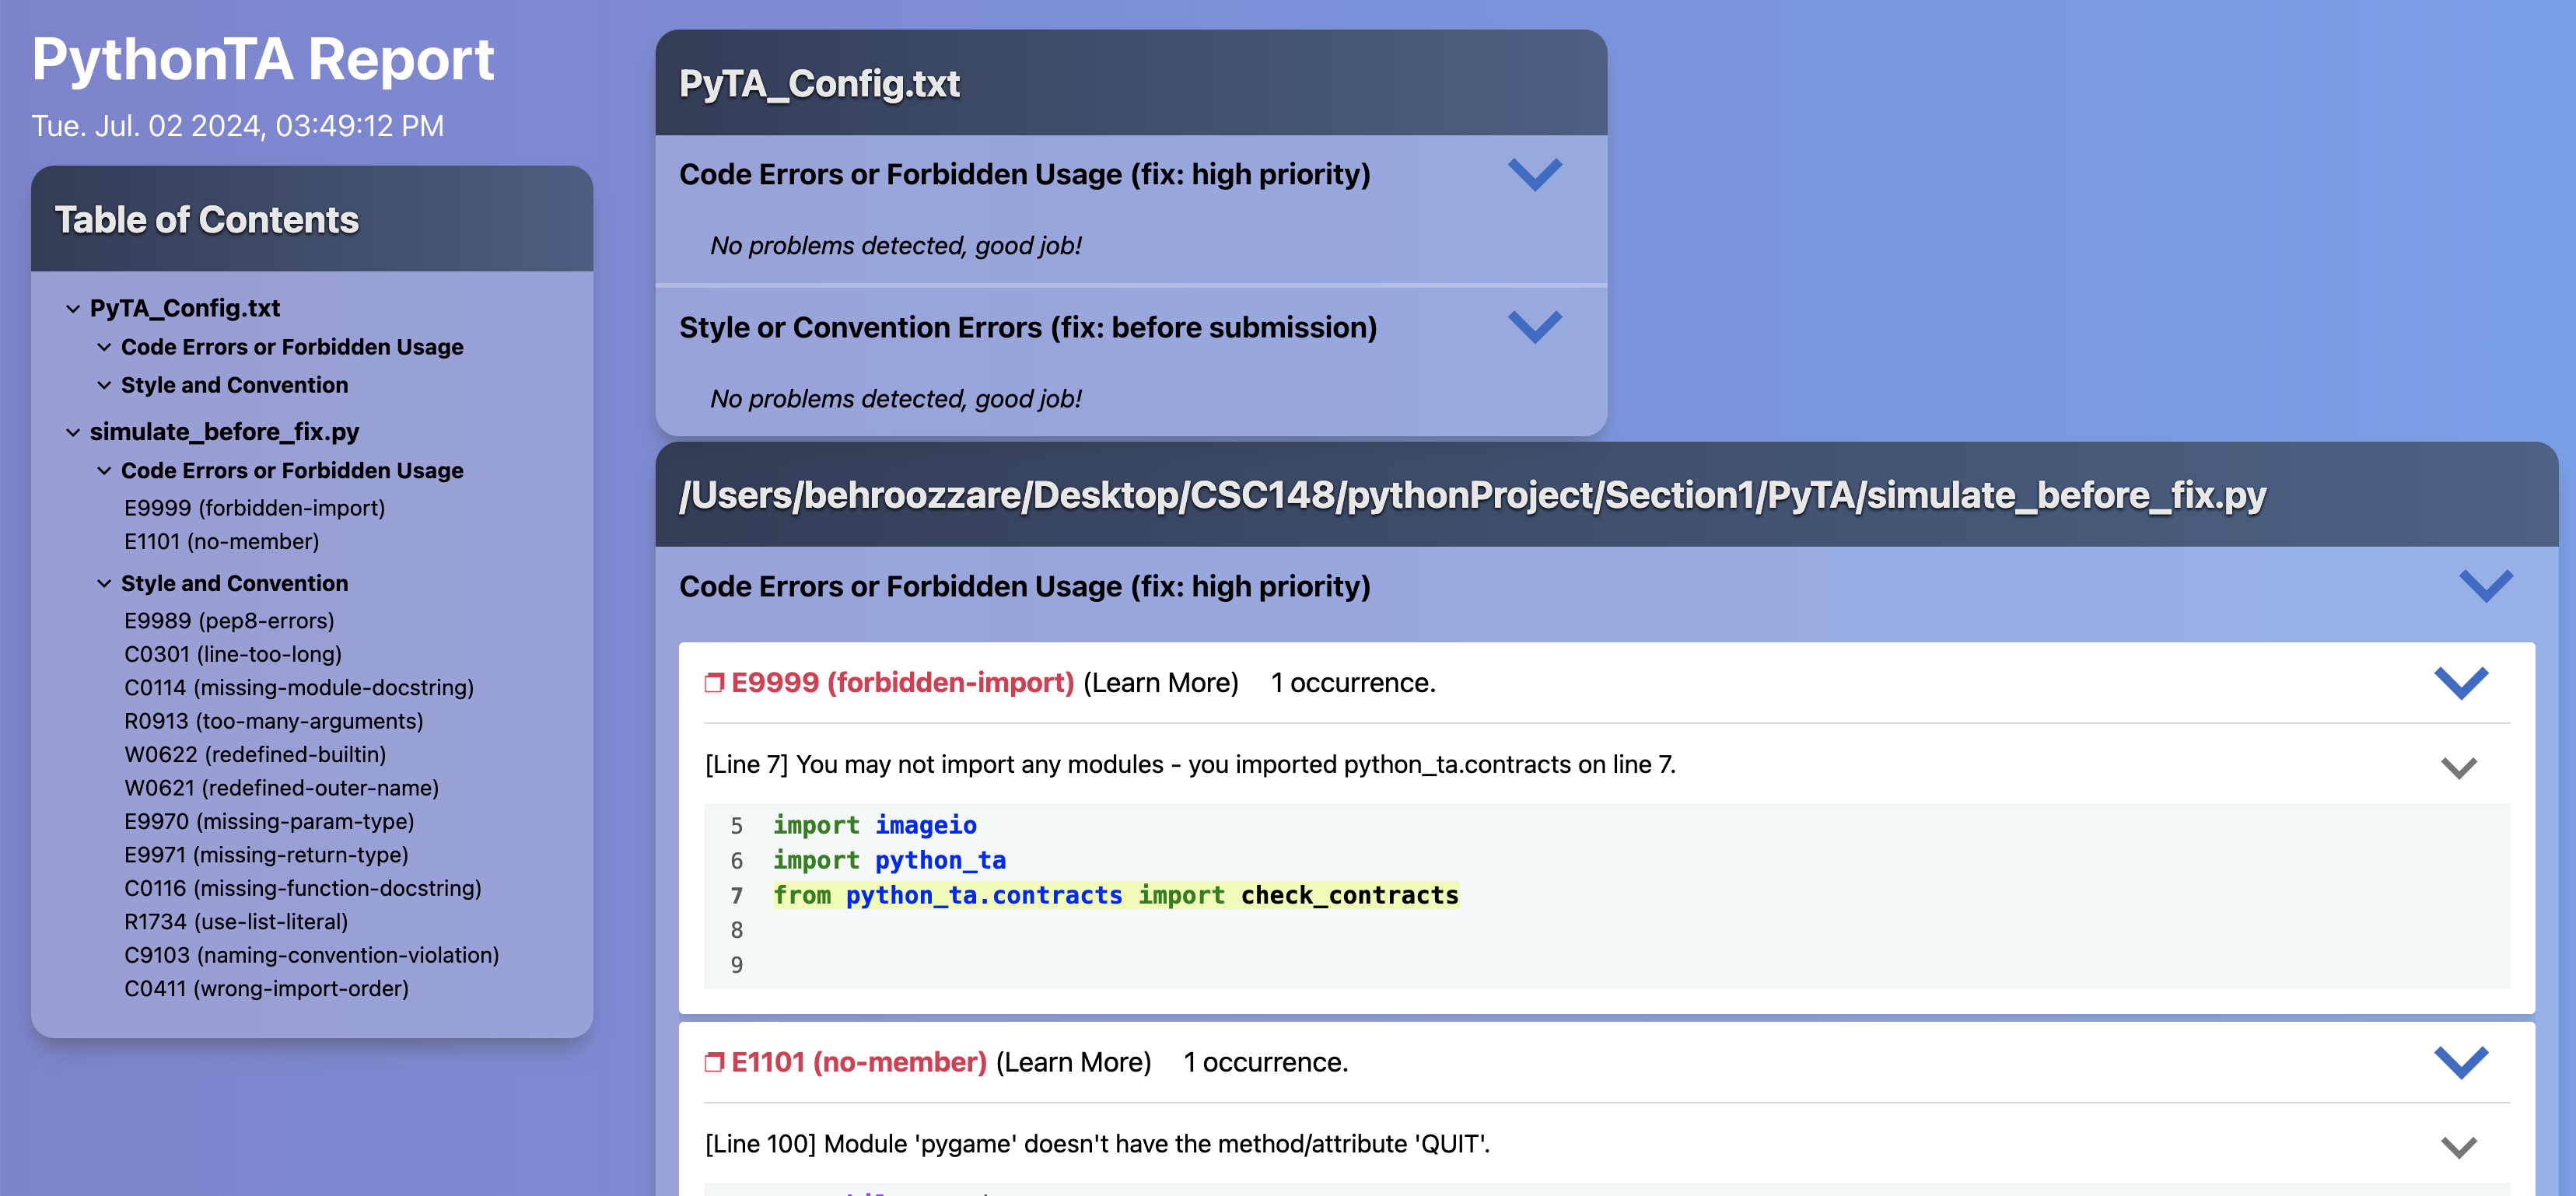 PythonTA Report
Tue. Jul. 02 2024, 03:49:12 PM
Table of Contents
PyTA_Config.txt
Code Errors or Forbidden Usage
Style and Convention
simulate_before_fix.py
Code Errors or Forbidden Usage
E9999 (forbidden-import)
E1101 (no-member)
Style and Convention
E9989 (pep8-errors)
C0301 (line-too-long)
C0114 (missing-module-docstring)
R0913 (too-many-arguments)
W0622 (redefined-builtin)
W0621 (redefined-outer-name)
E9970 (missing-param-type)
E9971 (missing-return-type)
C0116 (missing-function-docstring)
R1734 (use-list-literal)
C9103 (naming-convention-violation)
C0411 (wrong-import-order)
PyTA_Config.txt
Code Errors or Forbidden Usage (fix: high priority)
No problems detected, good job!
Style or Convention Errors (fix: before submission)
No problems detected, good job!
/Users/behroozzare/Desktop/CSC148/pythonProject/Section1/PyTA/simulate_before_fix.py
Code Errors or Forbidden Usage (fix: high priority)
E9999 (forbidden-import) (Learn More) 1 occurrence.
[Line 7] You may not import any modules - you imported python_ta.contracts on line 7.
5 import imageio
6 import python_ta
7 from python_ta.contracts import check_contracts
8
9
E1101 (no-member) (Learn More) 1 occurrence.
[Line 100] Module 'pygame' doesn't have the method/attribute 'QUIT'.